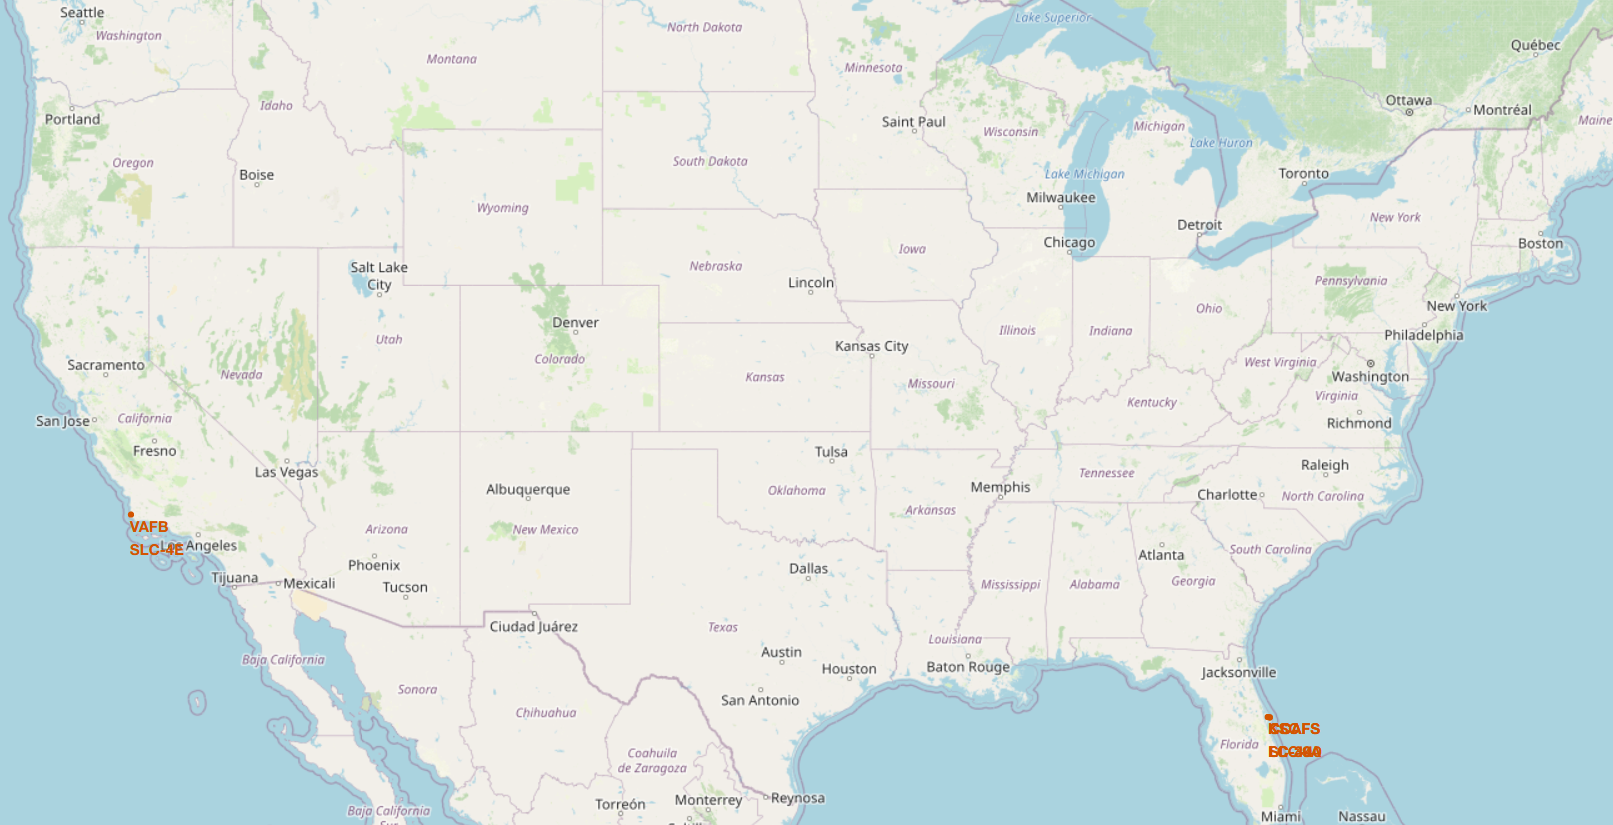 Seattle
Washington
Montana
North Dakota
Minnesota
Lake Superior
Québec
Portland
Idaho
Saint Paul
Wisconsin
Michigan
Lake Huron
Ottawa
Montréal
Maine
Oregon
Boise
South Dakota
Lake Michigan
Toronto
Wyoming
Milwaukee
Detroit
New York
Salt Lake
City
Nebraska
Iowa
Chicago
Boston
Lincoln
Pennsylvania
New York
Denver
Utah
Colorado
Kansas City
Illinois
Indiana
Ohio
Philadelphia
Sacramento
Nevada
Kansas
Missouri
West Virginia
Washington
Virginia
San Jose
California
Kentucky
Richmond
Fresno
Las Vegas
Tulsa
Tennessee
Raleigh
Albuquerque
Oklahoma
Memphis
Charlotte
North Carolina
VAFB
SLC-4E
Los Angeles
Arizona
New Mexico
Arkansas
Atlanta
South Carolina
Tijuana
Mexicali
Phoenix
Tucson
Dallas
Mississippi
Alabama
Georgia
Ciudad Juárez
Texas
Louisiana
Baja California
Austin
Houston
Baton Rouge
Jacksonville
Sonora
Chihuahua
San Antonio
Florida
Coahuila
de Zaragoza
Baja California
Sur
Torreón
Monterrey
Reynosa
Miami
Nassau